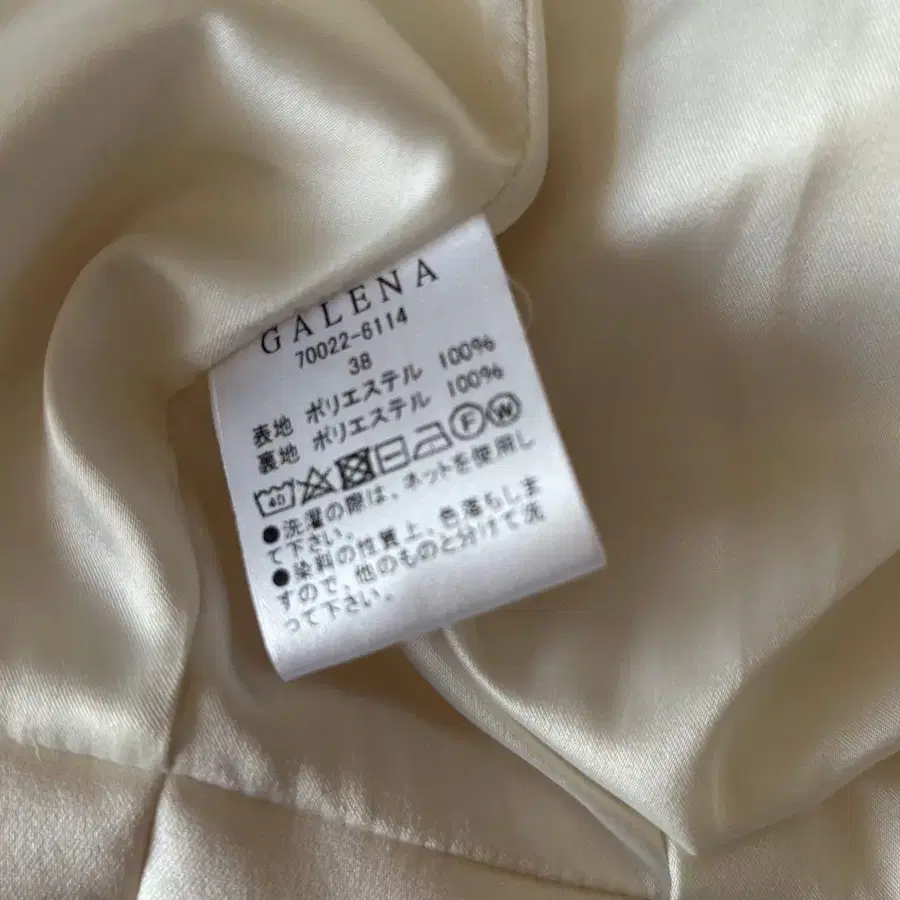 GALENA
70022-6114
38
表地 ポリエステル 100%
裏地 ポリエステル 100%
40 F W
●洗濯の際は、ネットを使用し
て下さい。
●染料の性質上、色落ちしま
すので、他のものと分けて洗
って下さい。